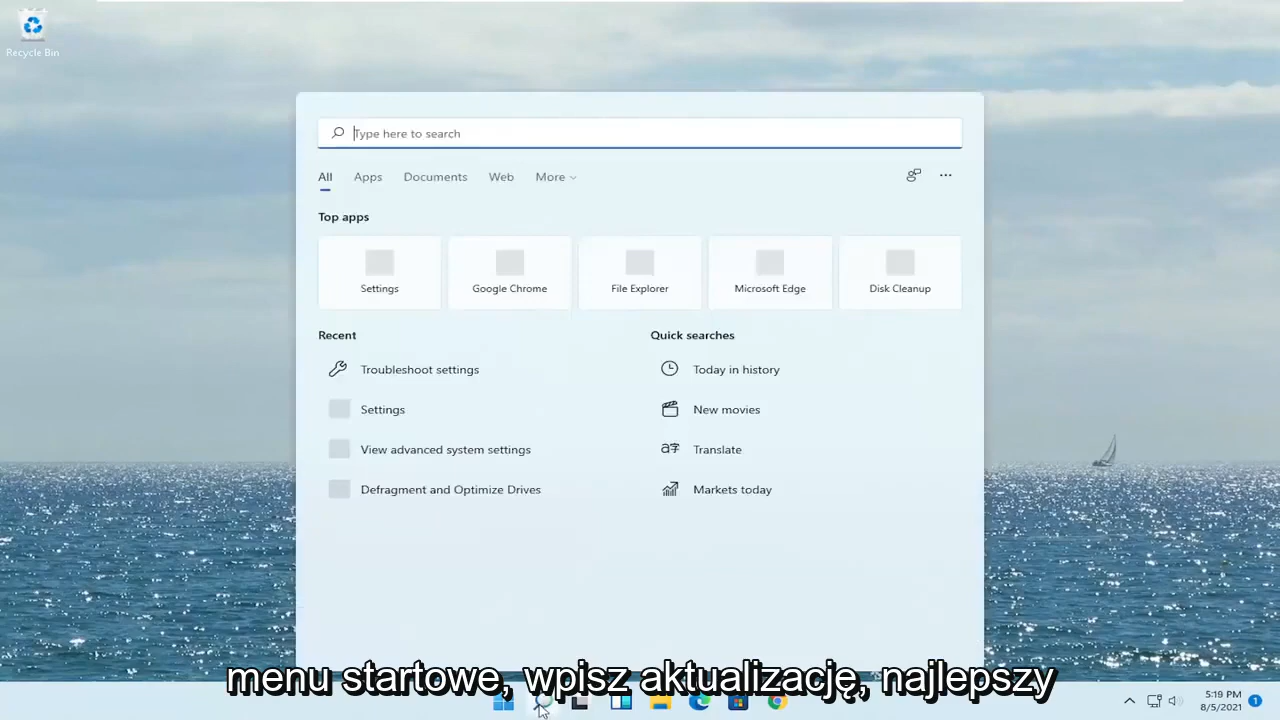 Recycle Bin
Type here to search
All Apps Documents Web More
Top apps
Settings Google Chrome File Explorer Microsoft Edge Disk Cleanup
Recent
Troubleshoot settings
Settings
View advanced system settings
Defragment and Optimize Drives
Quick searches
Today in history
New movies
Translate
Markets today
menu startowe, wpisz aktualizację, najlepszy
5:19 PM
8/5/2021
1